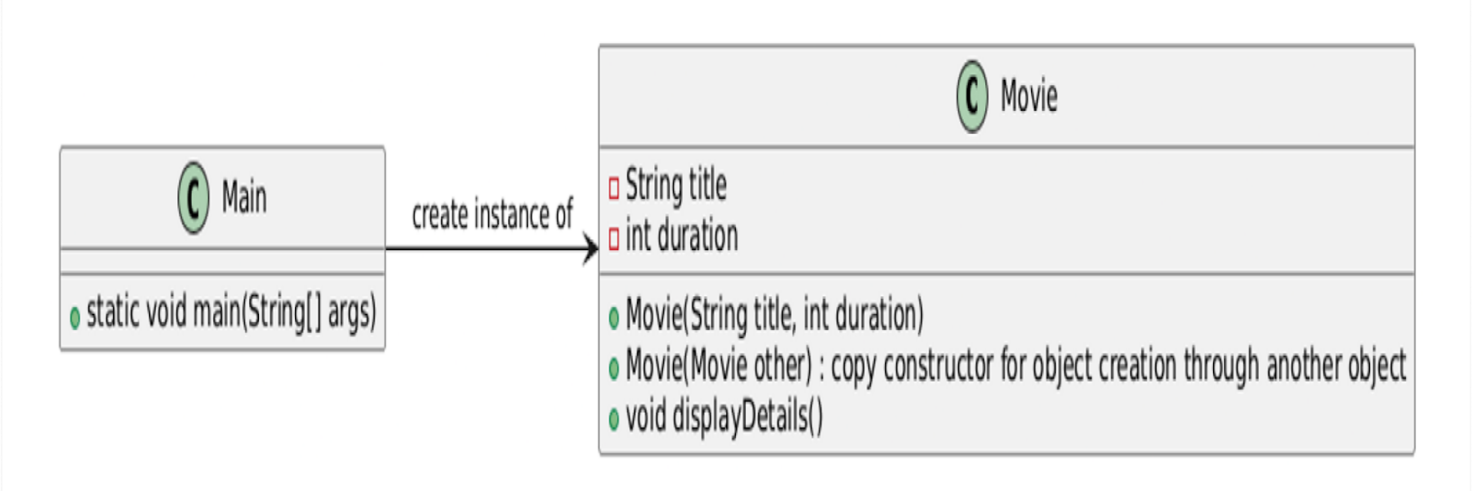 C Main
static void main(String[] args)
create instance of
C Movie
String title
int duration
Movie(String title, int duration)
Movie(Movie other) : copy constructor for object creation through another object
void displayDetails()